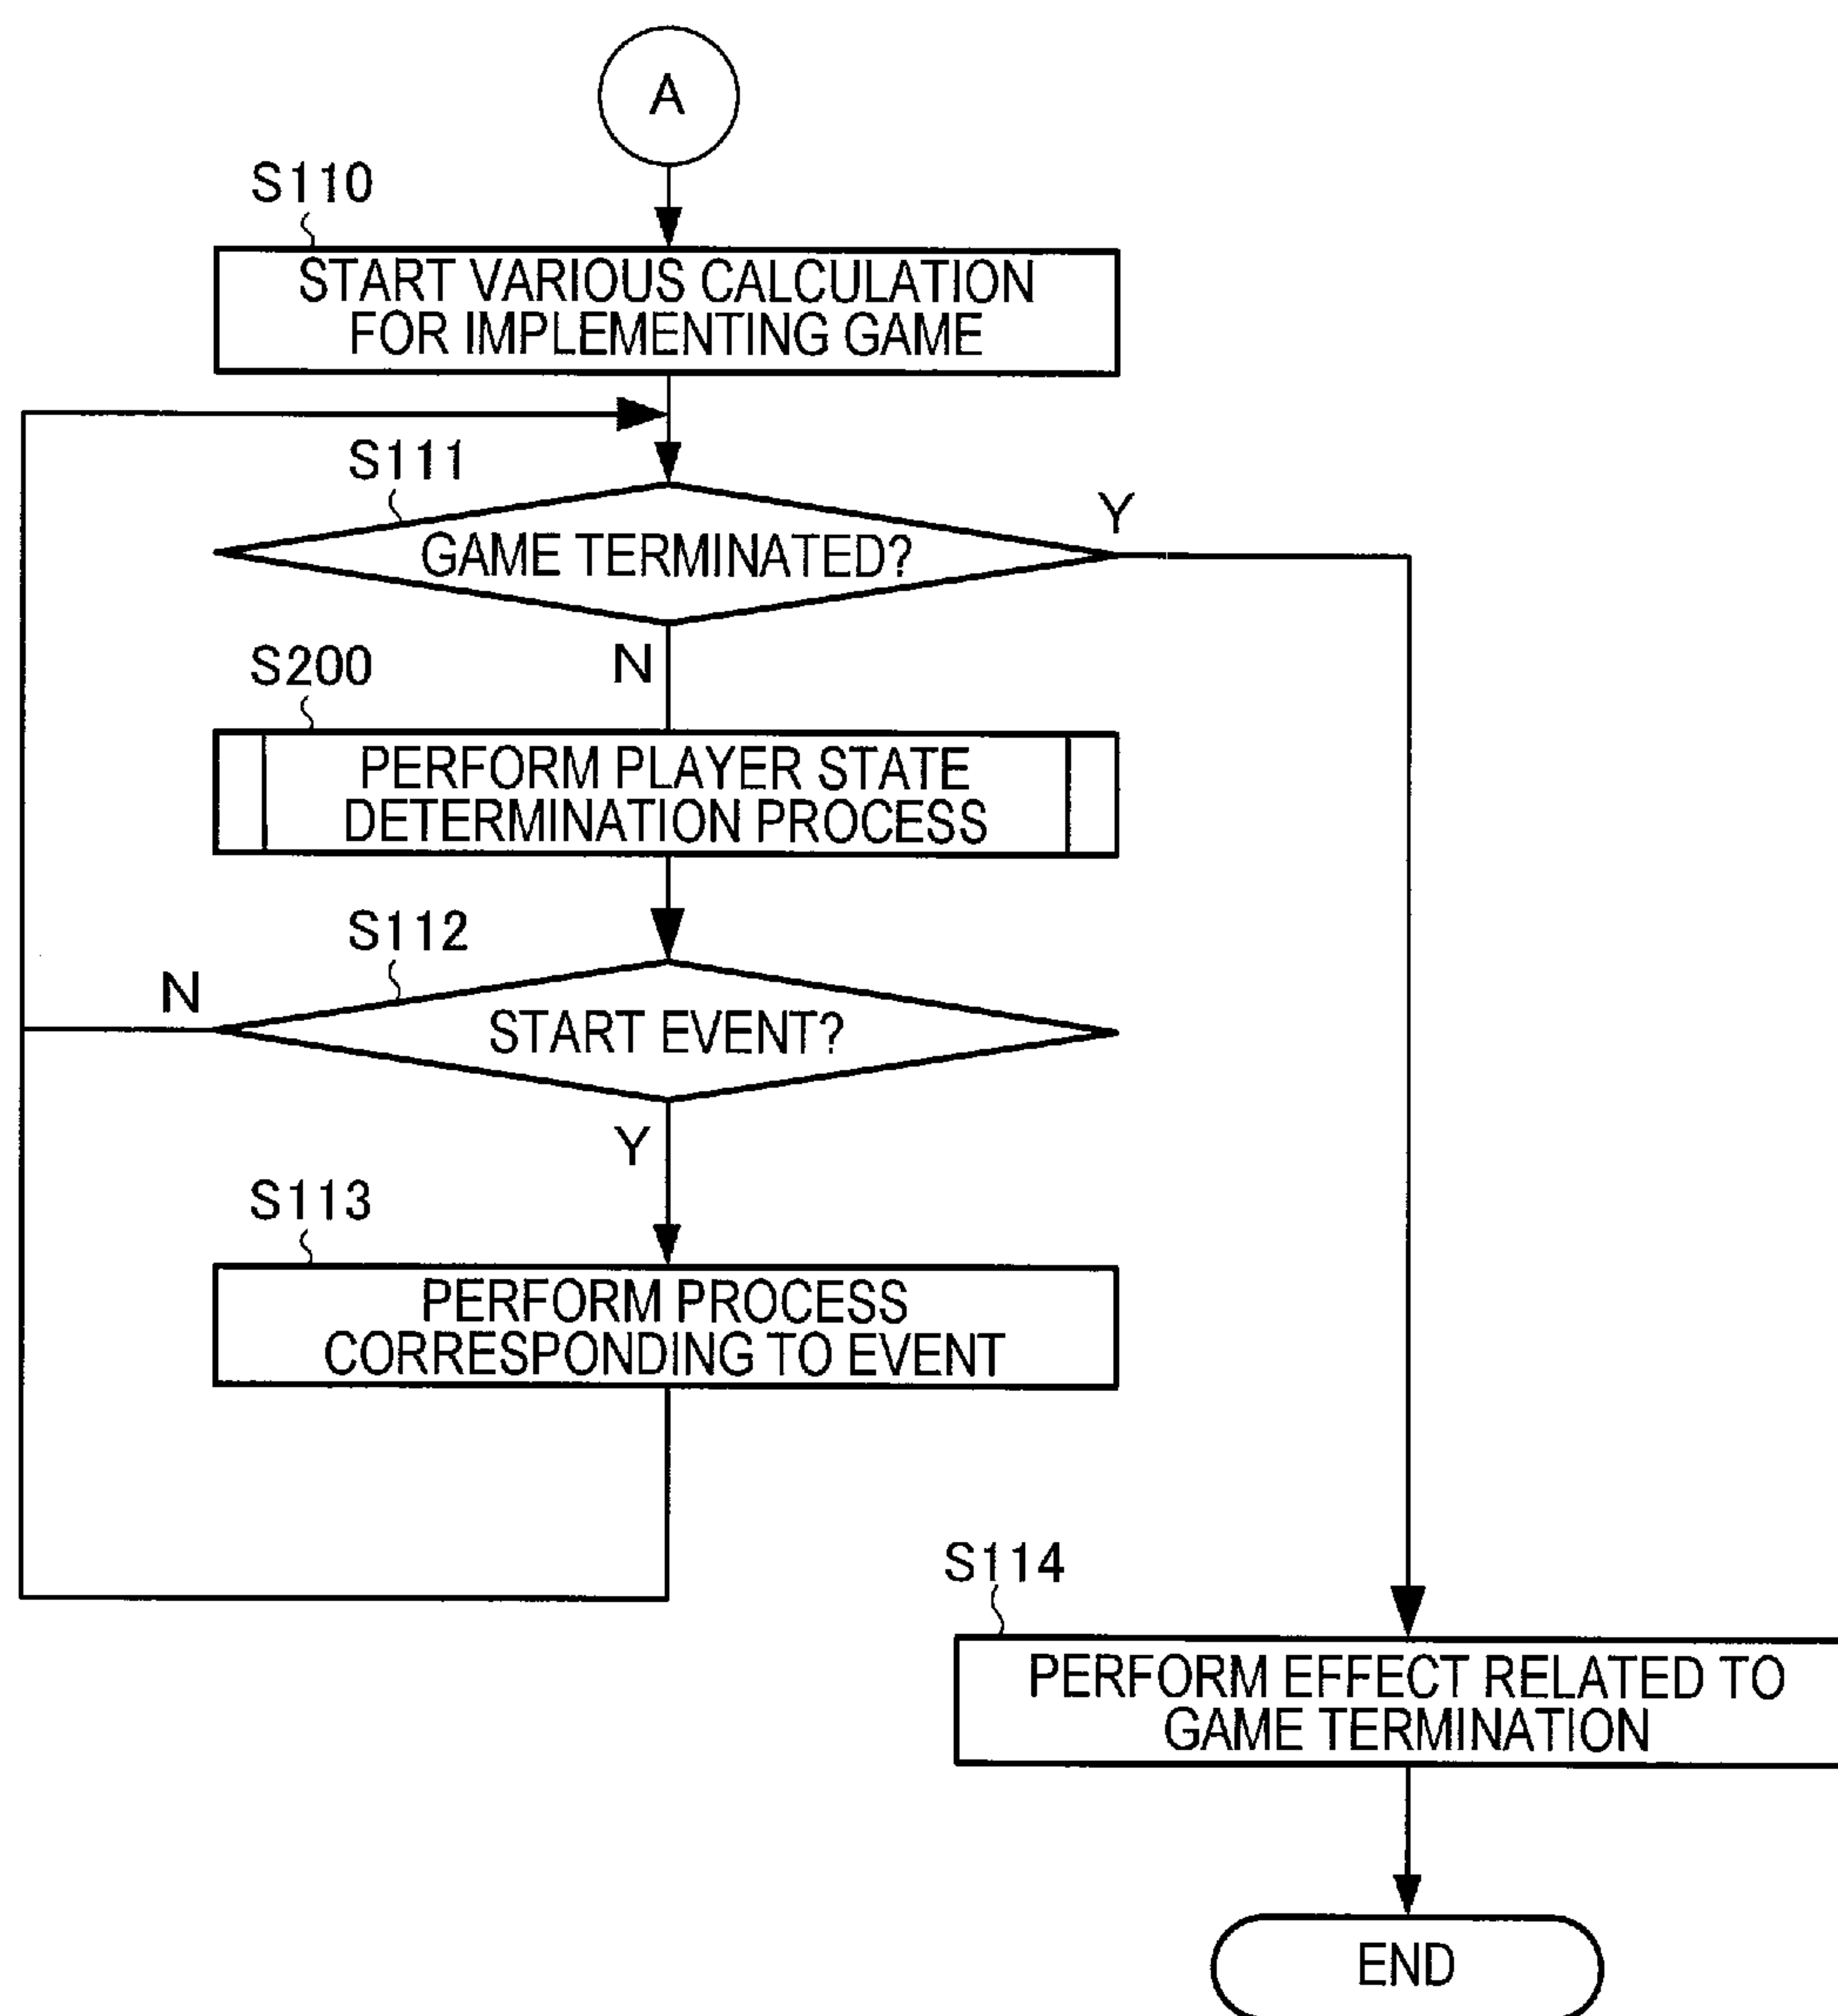 A
S110
START VARIOUS CALCULATION
FOR IMPLEMENTING GAME
S111
Y
GAME TERMINATED?
N
S200
PERFORM PLAYER STATE
DETERMINATION PROCESS
S112
N
START EVENT?
Y
S113
PERFORM PROCESS
CORRESPONDING TO EVENT
S114
PERFORM EFFECT RELATED TO
GAME TERMINATION
END